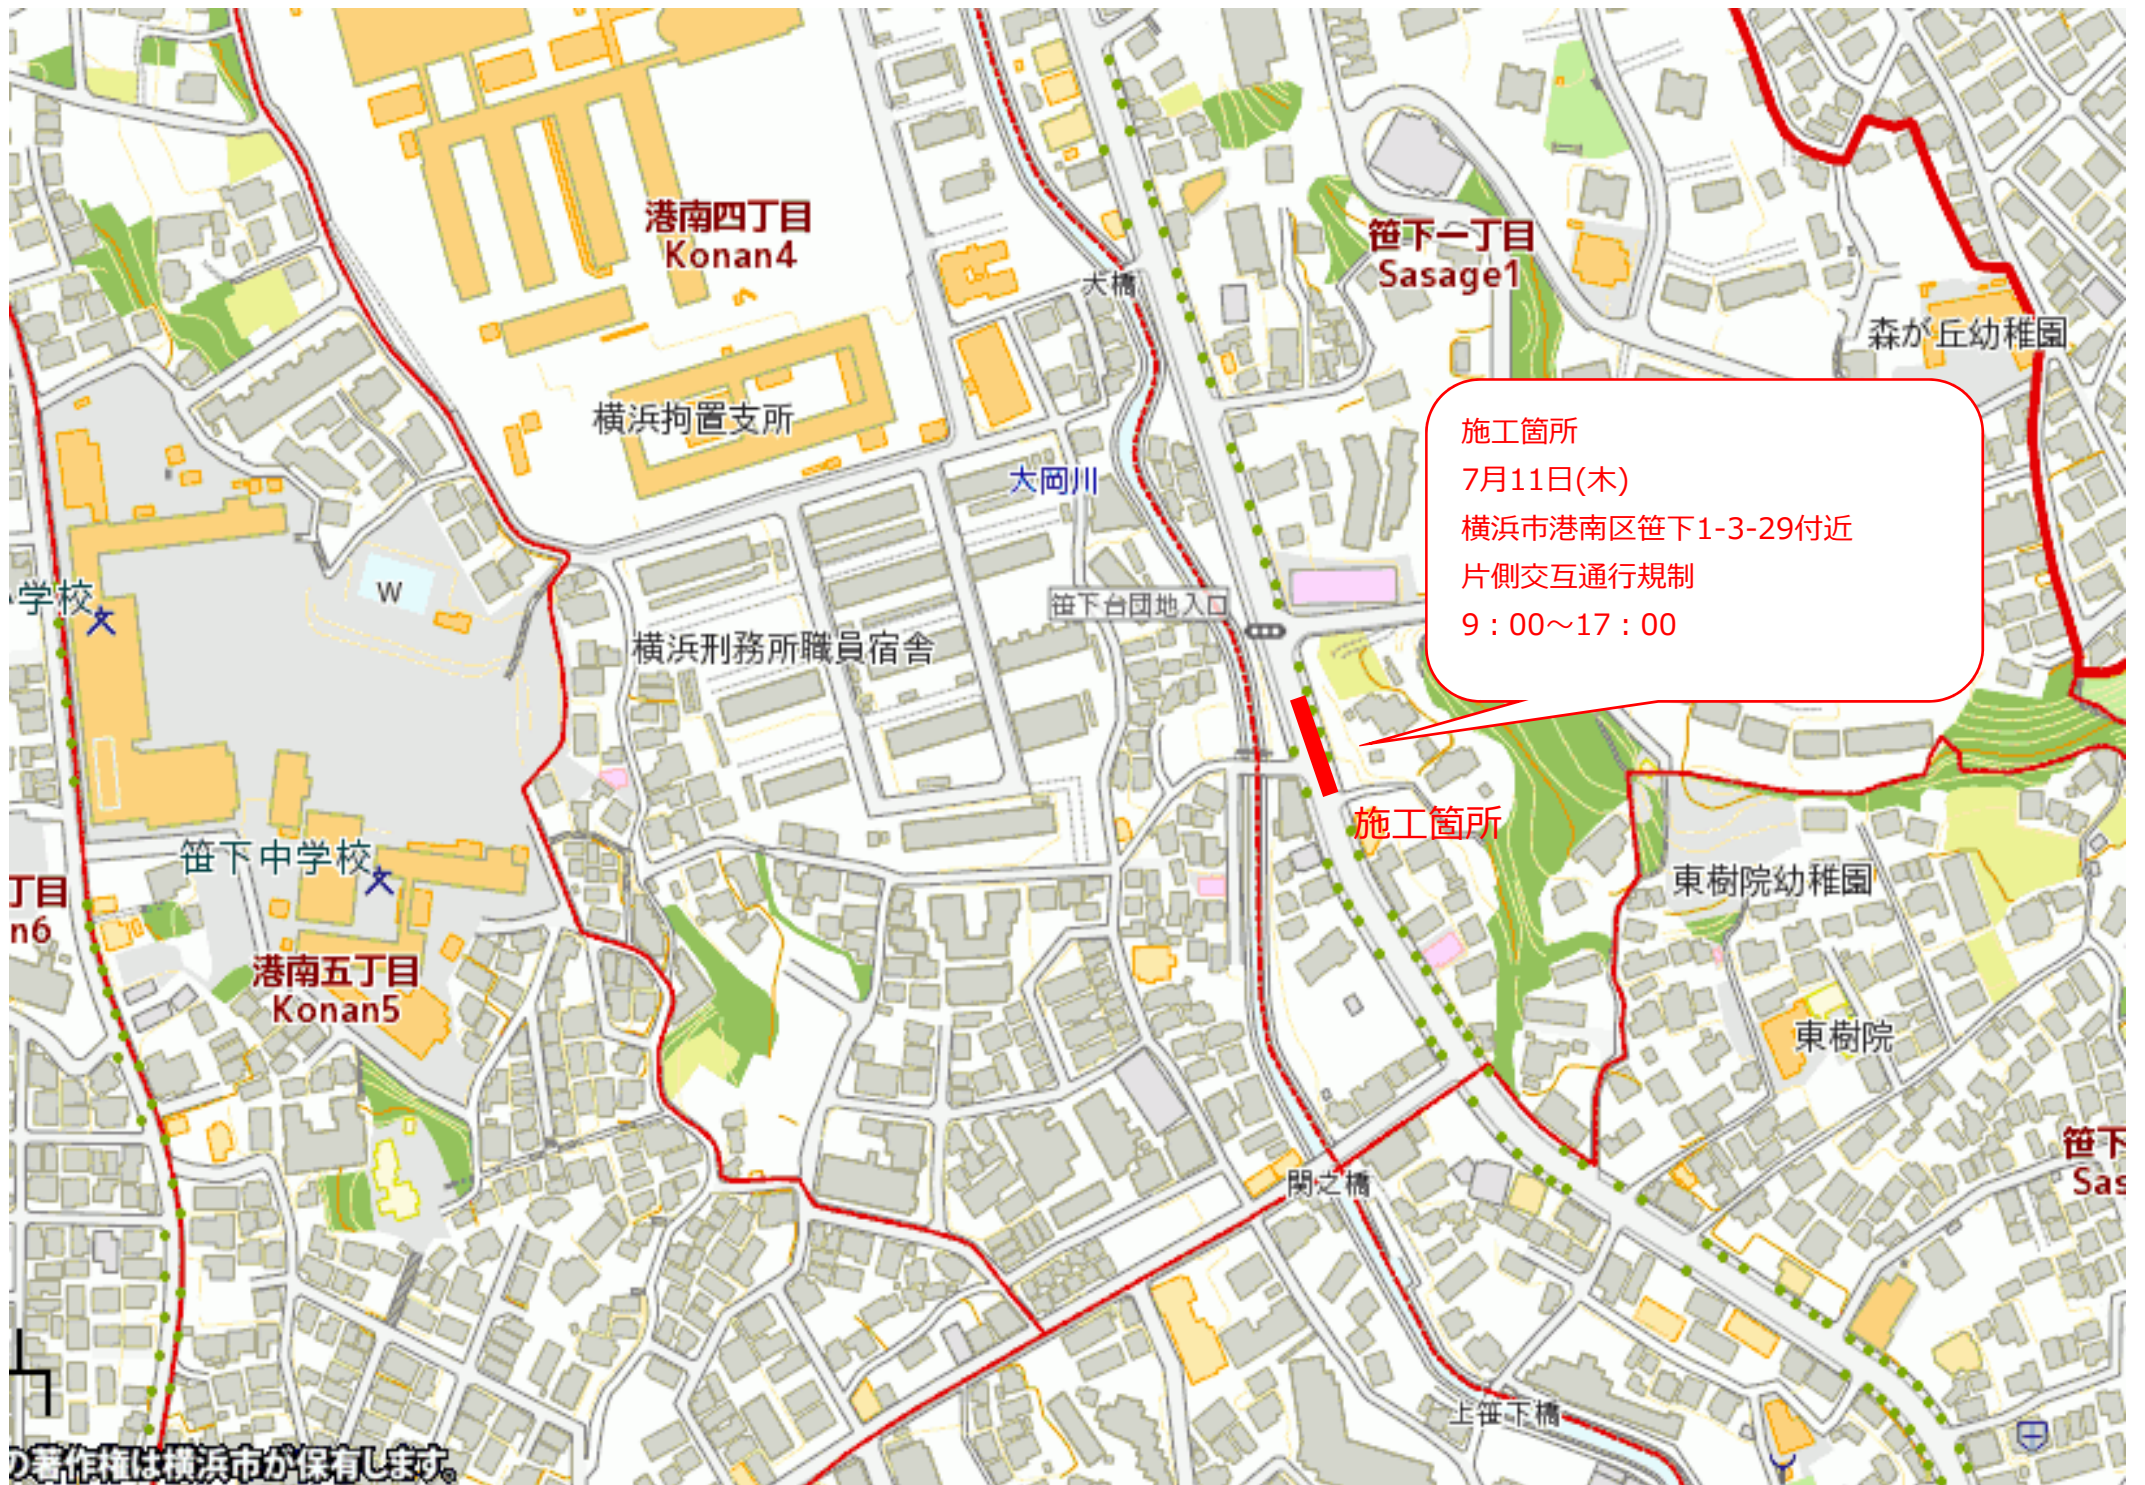 港南四丁目
Konan4
笹下一丁目
Sasage1
大橋
森が丘幼稚園
横浜拘置支所
大岡川
施工箇所
7月11日(木)
横浜市港南区笹下1-3-29付近
片側交互通行規制
9：00～17：00
学校
W
笹下台団地入口
横浜刑務所職員宿舎
施工箇所
笹下中学校
東樹院幼稚園
丁目
n6
港南五丁目
Konan5
東樹院
笹下
Sas
関之橋
上笹下橋
の著作権は横浜市が保有します。